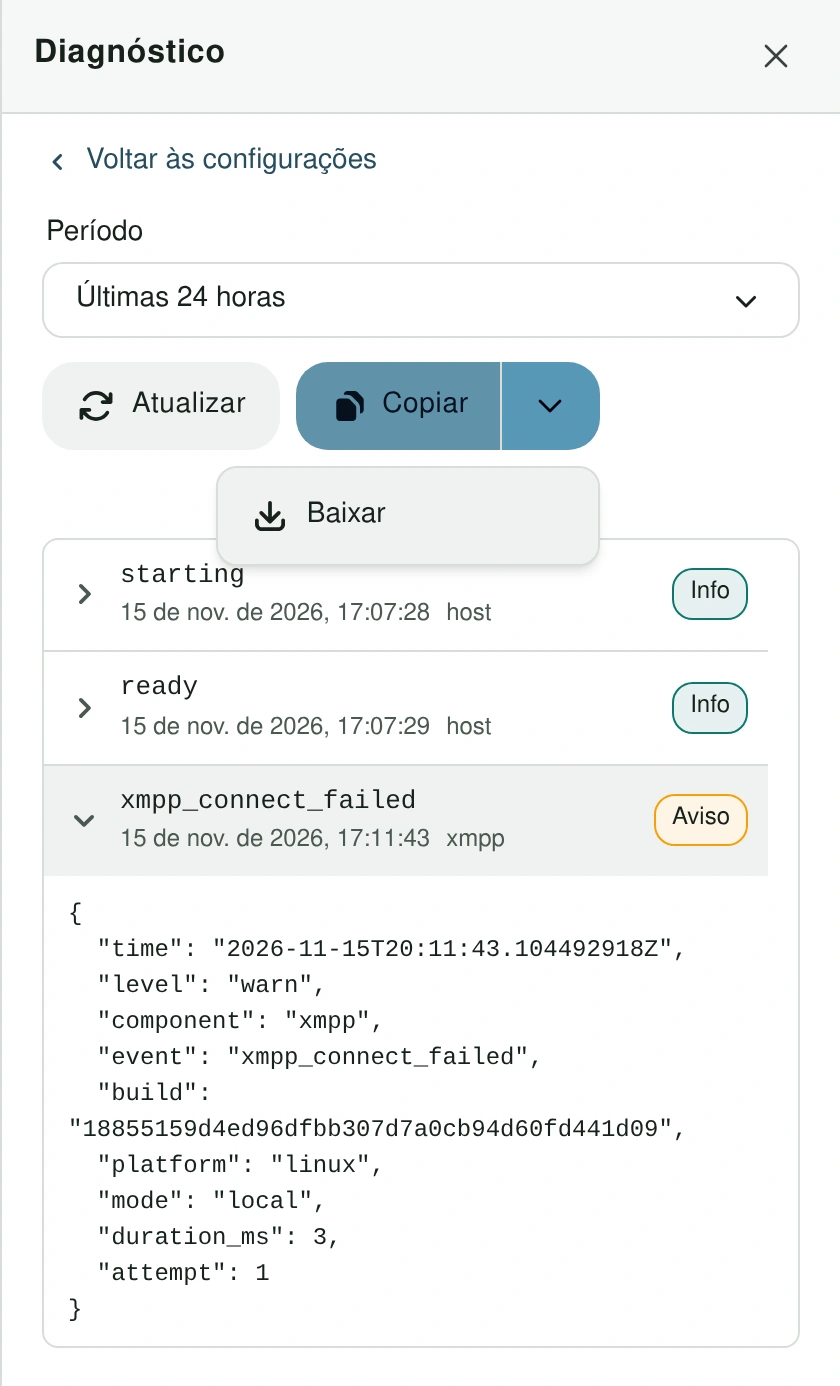 Diagnóstico
Voltar às configurações
Período
Últimas 24 horas
Atualizar
Copiar
Baixar
starting
Info
15 de nov. de 2026, 17:07:28 host
ready
Info
15 de nov. de 2026, 17:07:29 host
xmpp_connect_failed
Aviso
15 de nov. de 2026, 17:11:43 xmpp
{
"time": "2026-11-15T20:11:43.104492918Z",
"level": "warn",
"component": "xmpp",
"event": "xmpp_connect_failed",
"build":
"18855159d4ed96dfbb307d7a0cb94d60fd441d09",
"platform": "linux",
"mode": "local",
"duration_ms": 3,
"attempt": 1
}